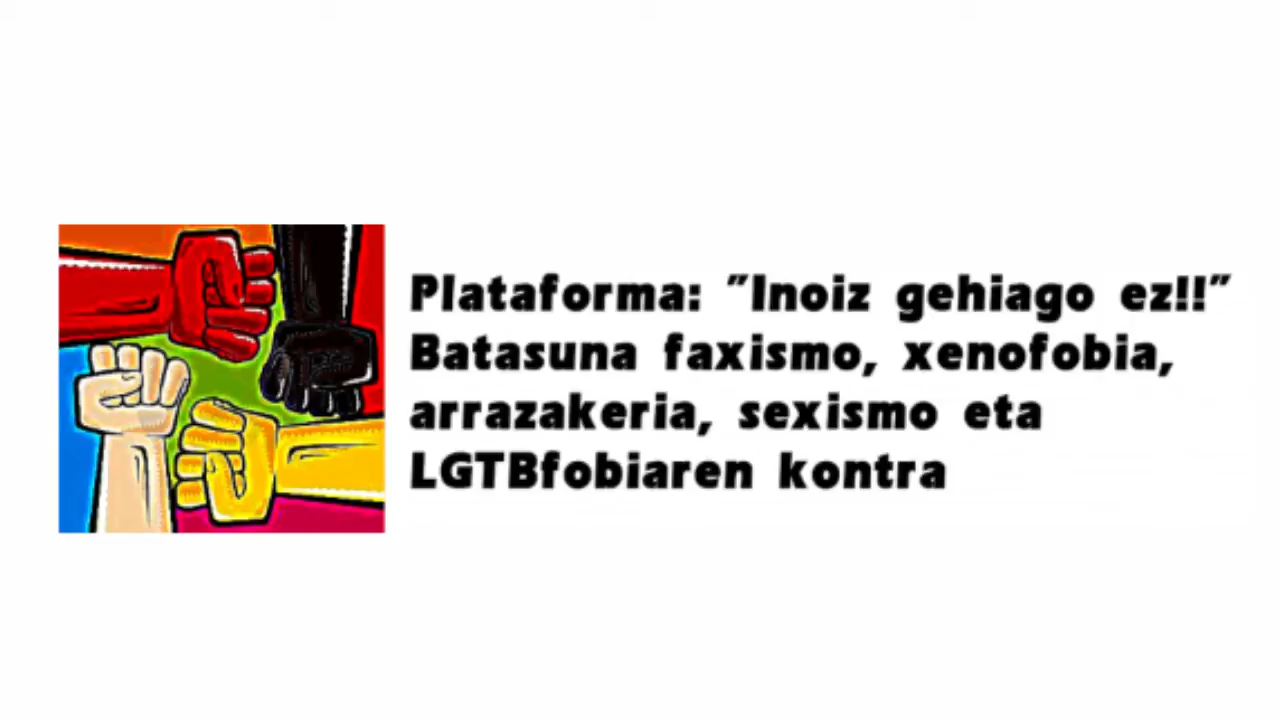 Plataforma: "Inoiz gehiago ez!!"
Batasuna faxismo, xenofobia,
arrazakeria, sexismo eta
LGTBfobiaren kontra